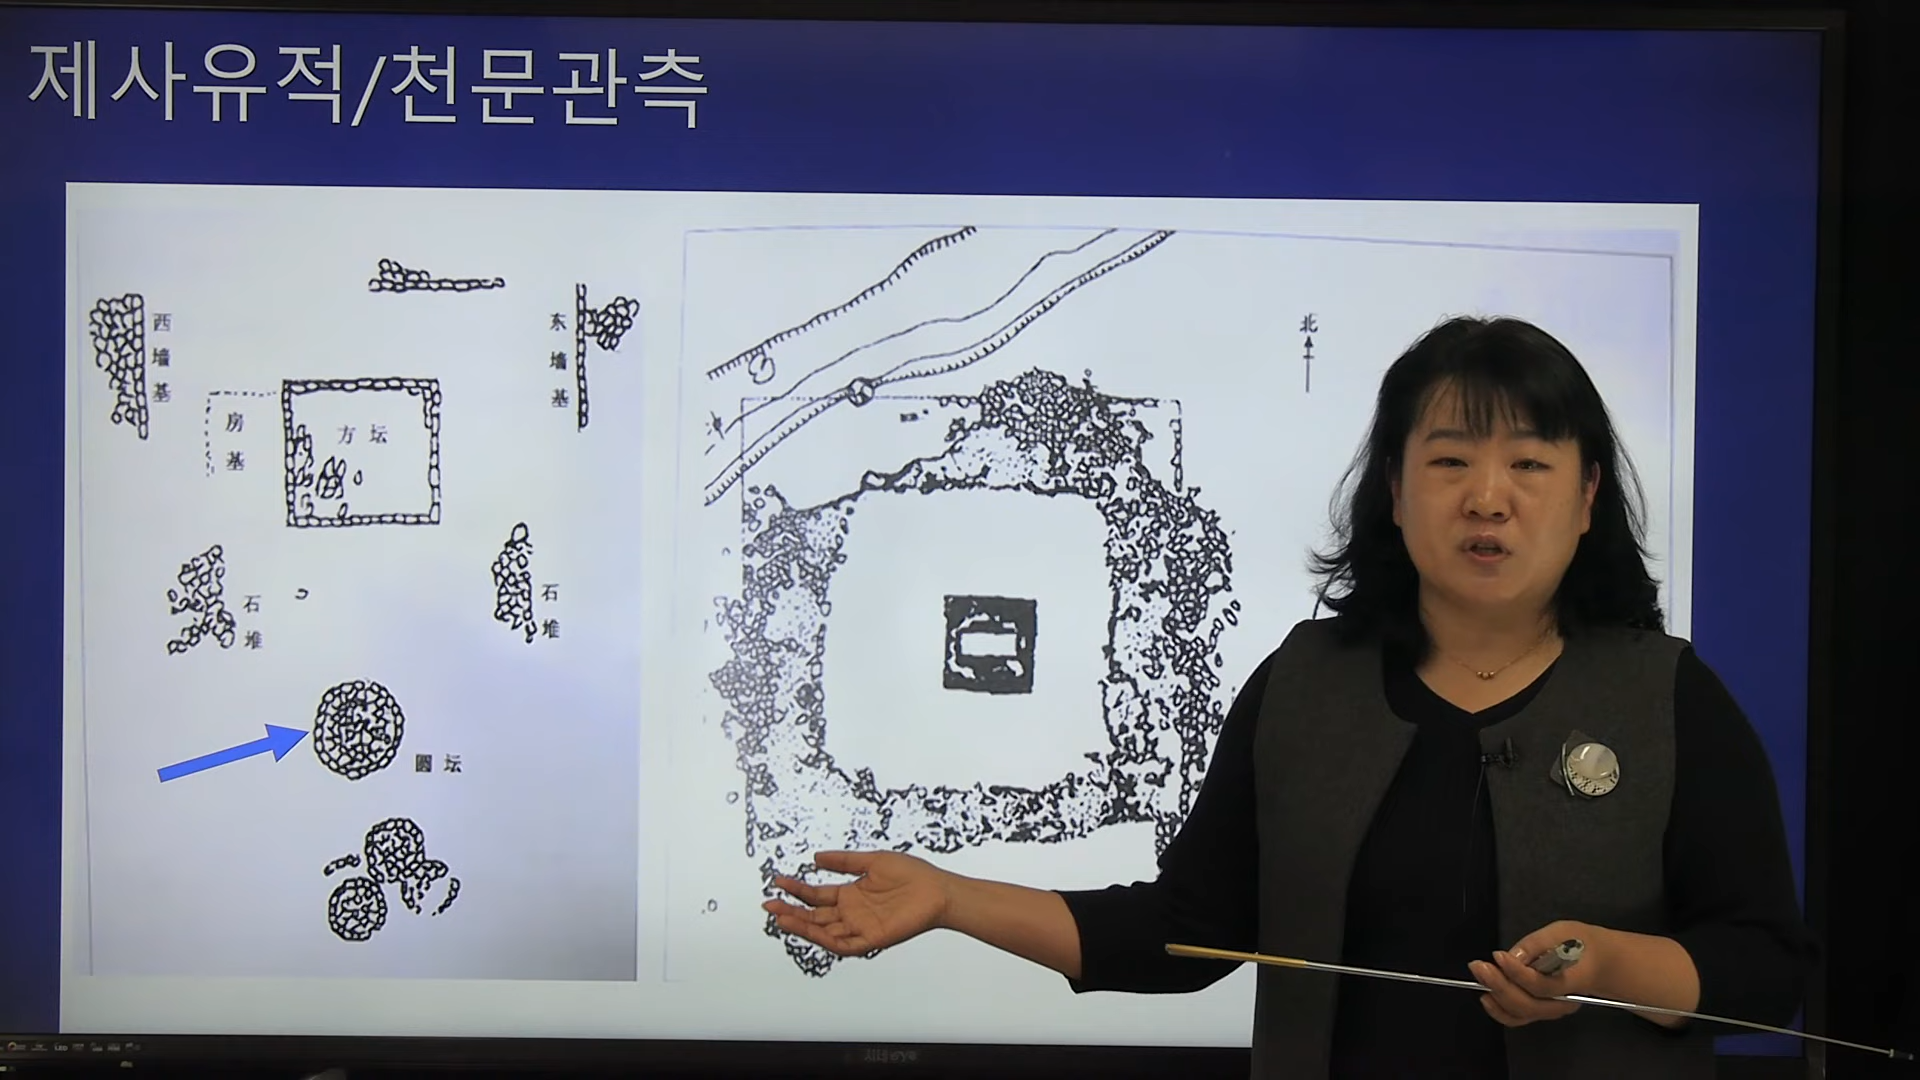 제사유적/천문관측
西墙基
东墙基
房基
方坛
石堆
石堆
圆坛
北